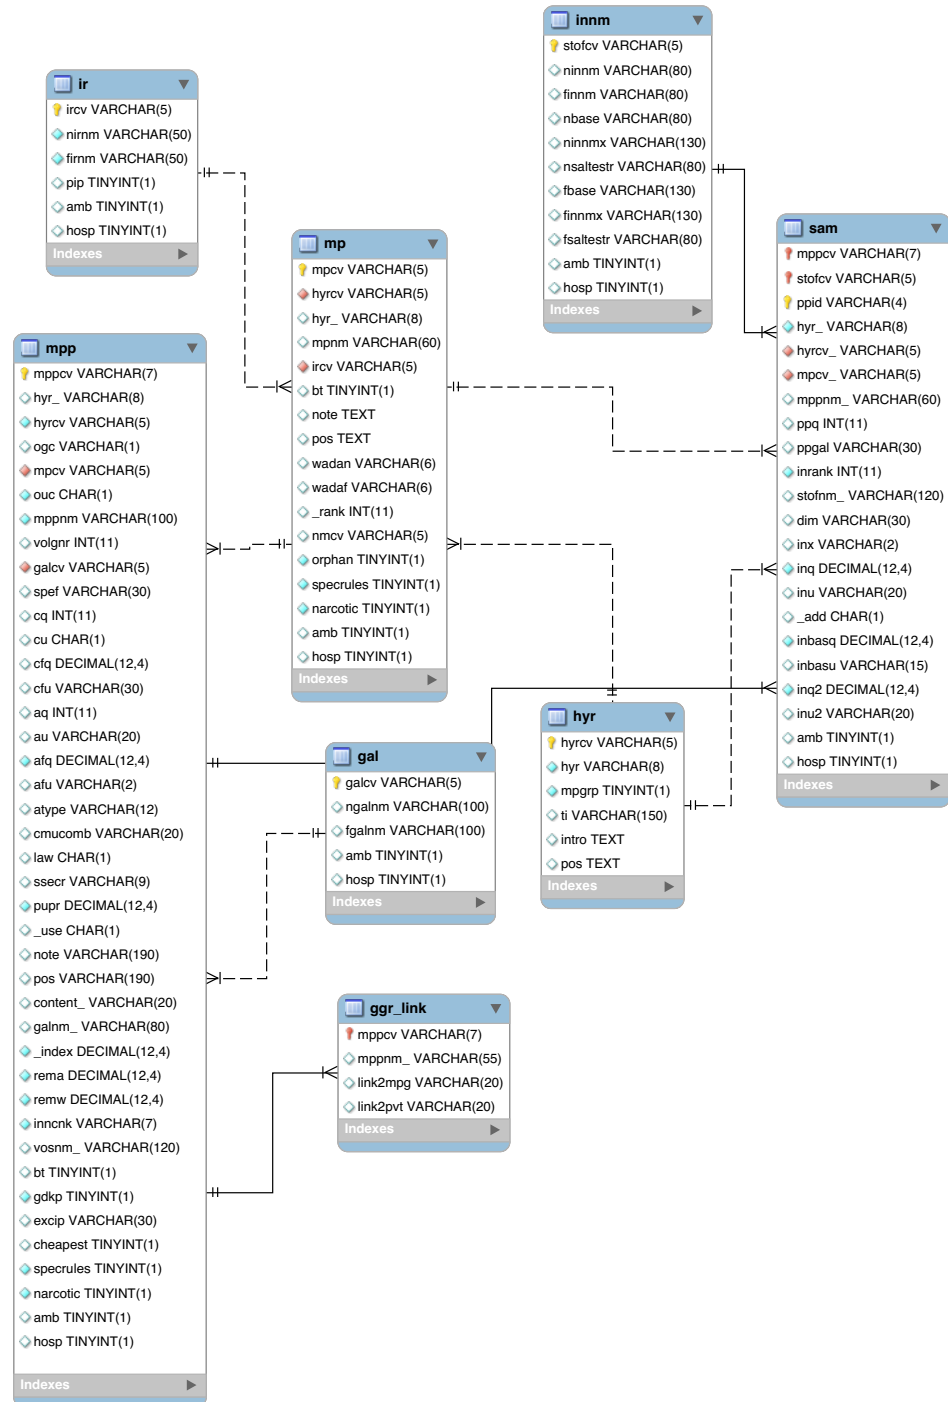 innm
stofcv VARCHAR(5)
ninnm VARCHAR(80)
finnm VARCHAR(80)
nbase VARCHAR(80)
ninnmx VARCHAR(130)
nsaltestr VARCHAR(80)
fbase VARCHAR(130)
finnmx VARCHAR(130)
fsaltestr VARCHAR(80)
amb TINYINT(1)
hosp TINYINT(1)
Indexes
ir
ircv VARCHAR(5)
nirnm VARCHAR(50)
firnm VARCHAR(50)
pip TINYINT(1)
amb TINYINT(1)
hosp TINYINT(1)
Indexes
mp
mpcv VARCHAR(5)
hyrcv VARCHAR(5)
hyr_ VARCHAR(8)
mpnm VARCHAR(60)
ircv VARCHAR(5)
bt TINYINT(1)
note TEXT
pos TEXT
wadan VARCHAR(6)
wadaf VARCHAR(6)
_rank INT(11)
nmcv VARCHAR(5)
orphan TINYINT(1)
specrules TINYINT(1)
narcotic TINYINT(1)
amb TINYINT(1)
hosp TINYINT(1)
Indexes
sam
mppcv VARCHAR(7)
stofcv VARCHAR(5)
ppid VARCHAR(4)
hyr_ VARCHAR(8)
hyrcv_ VARCHAR(5)
mpcv_ VARCHAR(5)
mppnm_ VARCHAR(60)
ppq INT(11)
ppgal VARCHAR(30)
inrank INT(11)
stofnm_ VARCHAR(120)
dim VARCHAR(30)
inx VARCHAR(2)
inq DECIMAL(12,4)
inu VARCHAR(20)
_add CHAR(1)
inbasq DECIMAL(12,4)
inbasu VARCHAR(15)
inq2 DECIMAL(12,4)
inu2 VARCHAR(20)
amb TINYINT(1)
hosp TINYINT(1)
Indexes
mpp
mppcv VARCHAR(7)
hyr_ VARCHAR(8)
hyrcv VARCHAR(5)
ogc VARCHAR(1)
mpcv VARCHAR(5)
ouc CHAR(1)
mppnm VARCHAR(100)
volgnr INT(11)
galcv VARCHAR(5)
spef VARCHAR(30)
cq INT(11)
cu CHAR(1)
cfq DECIMAL(12,4)
cfu VARCHAR(30)
aq INT(11)
au VARCHAR(20)
afq DECIMAL(12,4)
afu VARCHAR(2)
atype VARCHAR(12)
cmucomb VARCHAR(20)
law CHAR(1)
ssecr VARCHAR(9)
pupr DECIMAL(12,4)
_use CHAR(1)
note VARCHAR(190)
pos VARCHAR(190)
content_ VARCHAR(20)
galnm_ VARCHAR(80)
_index DECIMAL(12,4)
rema DECIMAL(12,4)
remw DECIMAL(12,4)
inncnk VARCHAR(7)
vosnm_ VARCHAR(120)
bt TINYINT(1)
gdkp TINYINT(1)
excip VARCHAR(30)
cheapest TINYINT(1)
specrules TINYINT(1)
narcotic TINYINT(1)
amb TINYINT(1)
hosp TINYINT(1)
Indexes
gal
galcv VARCHAR(5)
ngalnm VARCHAR(100)
fgalnm VARCHAR(100)
amb TINYINT(1)
hosp TINYINT(1)
Indexes
hyr
hyrcv VARCHAR(5)
hyr VARCHAR(8)
mpgrp TINYINT(1)
ti VARCHAR(150)
intro TEXT
pos TEXT
Indexes
ggr_link
mppcv VARCHAR(7)
mppnm_ VARCHAR(55)
link2mpg VARCHAR(20)
link2pvt VARCHAR(20)
Indexes